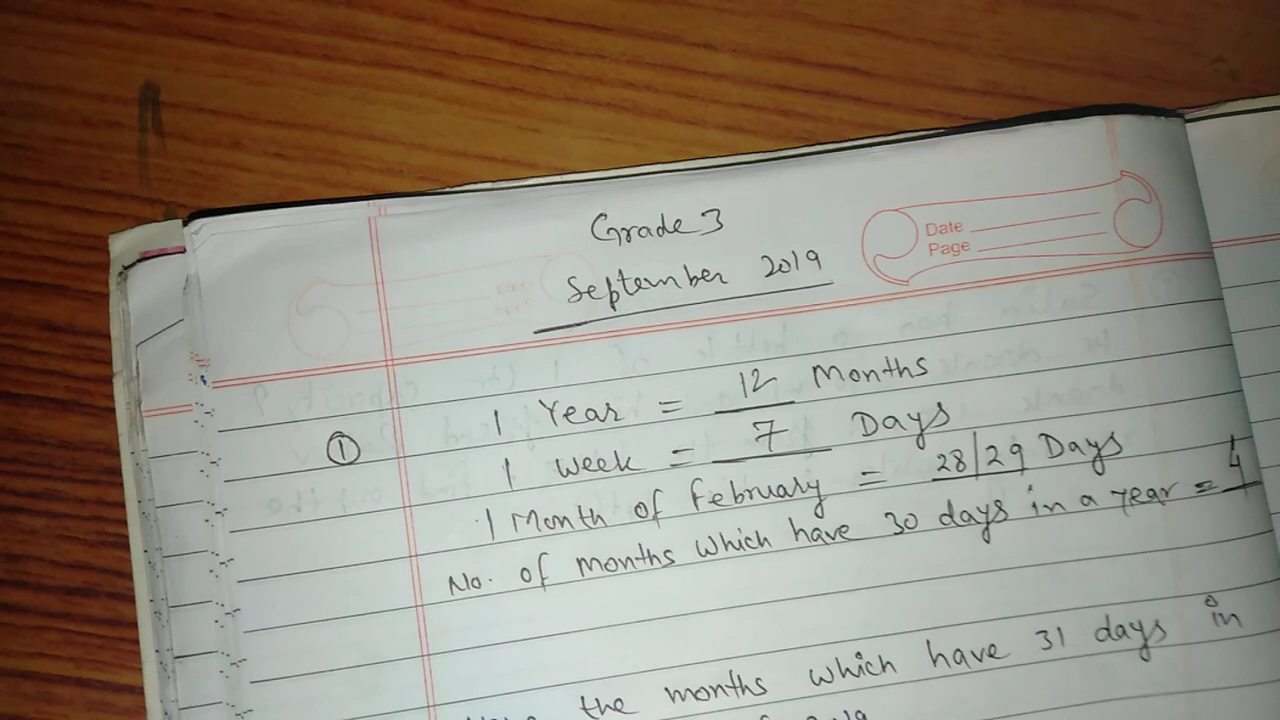 Grade 3
September 2019
Date
Page
① 1 Year = 12 Months
1 Week = 7 Days
1 Month of February = 28/29 Days
No. of months which have 30 days in a year = 4
the months which have 31 days in